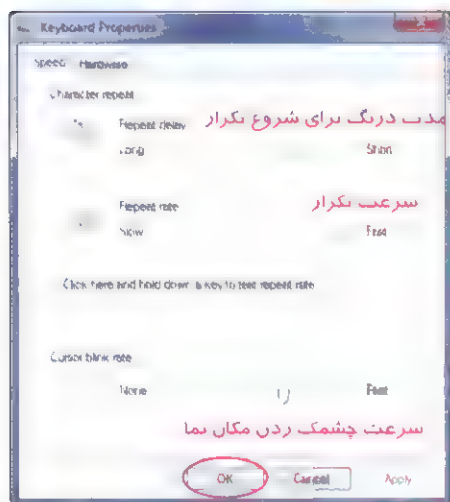 Keyboard Properties
Speed Hardware
Character repeat
Repeat delay مدت درنگ برای شروع تکرار
Long Short
Repeat rate سرعت تکرار
Slow Fast
Click here and hold down a key to test repeat rate
Cursor blink rate
None Fast
سرعت چشمک زدن مکان نما
OK Cancel Apply